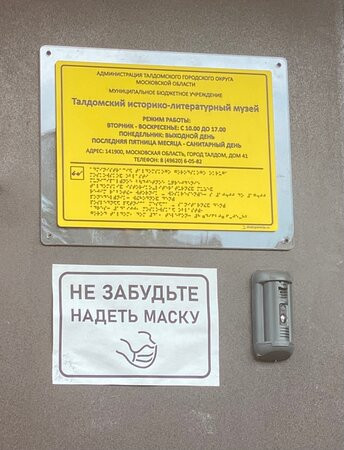 АДМИНИСТРАЦИЯ ТАЛДОМСКОГО ГОРОДСКОГО ОКРУГА
МОСКОВСКОЙ ОБЛАСТИ
МУНИЦИПАЛЬНОЕ БЮДЖЕТНОЕ УЧРЕЖДЕНИЕ
Талдомский историко-литературный музей
РЕЖИМ РАБОТЫ:
ВТОРНИК - ВОСКРЕСЕНЬЕ: С 10.00 ДО 17.00
ПОНЕДЕЛЬНИК: ВЫХОДНОЙ ДЕНЬ
ПОСЛЕДНЯЯ ПЯТНИЦА МЕСЯЦА - САНИТАРНЫЙ ДЕНЬ
АДРЕС: 141900, МОСКОВСКАЯ ОБЛАСТЬ, ГОРОД ТАЛДОМ, ДОМ 41
ТЕЛЕФОН: 8 (49620) 6-05-82
НЕ ЗАБУДЬТЕ
НАДЕТЬ МАСКУ